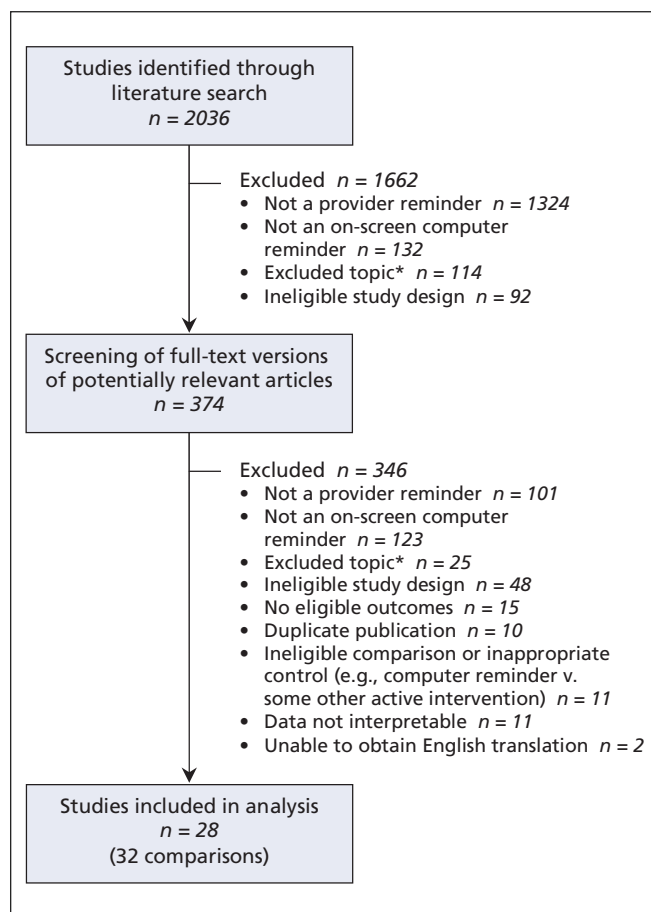 Studies identified through
literature search
n = 2036
Excluded n = 1662
• Not a provider reminder n = 1324
• Not an on-screen computer
reminder n = 132
• Excluded topic* n = 114
• Ineligible study design n = 92
Screening of full-text versions
of potentially relevant articles
n = 374
Excluded n = 346
• Not a provider reminder n = 101
• Not an on-screen computer
reminder n = 123
• Excluded topic* n = 25
• Ineligible study design n = 48
• No eligible outcomes n = 15
• Duplicate publication n = 10
• Ineligible comparison or inappropriate
control (e.g., computer reminder v.
some other active intervention) n = 11
• Data not interpretable n = 11
• Unable to obtain English translation n = 2
Studies included in analysis
n = 28
(32 comparisons)